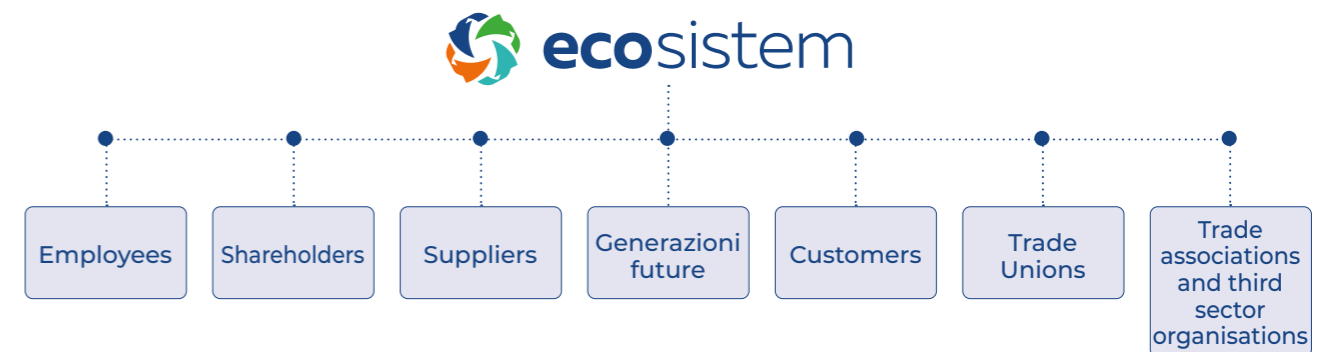 ecosistem
Employees
Shareholders
Suppliers
Generazioni
future
Customers
Trade
Unions
Trade
associations
and third
sector
organisations